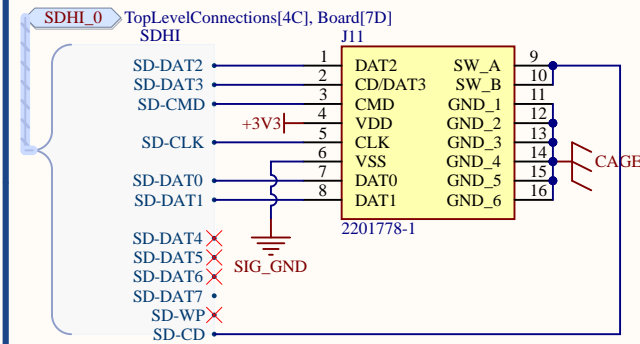 SDHI_0 TopLevelConnections[4C], Board[7D]
SDHI J11
SD-DAT2 1 DAT2 SW_A 9
SD-DAT3 2 CD/DAT3 SW_B 10
SD-CMD 3 CMD GND_1 11
+3V3 4 VDD GND_2 12
SD-CLK 5 CLK GND_3 13
6 VSS GND_4 14 CAGE
SD-DAT0 7 DAT0 GND_5 15
SD-DAT1 8 DAT1 GND_6 16
2201778-1
SD-DAT4
SD-DAT5
SIG_GND
SD-DAT6
SD-DAT7
SD-WP
SD-CD